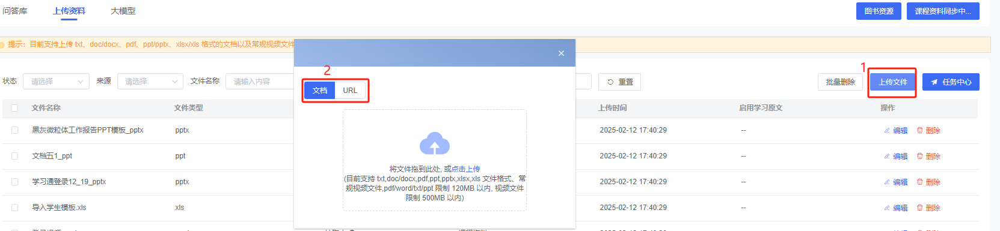 问答库 上传资料 大模型 图书资源 课程资料同步中...
提示：目前支持上传 txt、doc/docx、pdf、ppt/pptx、xlsx/xls 格式的文档以及常规视频文件
2
1
状态 请选择 来源 请选择 文件名称 请输入内容 重置 批量删除 上传文件 任务中心
文档 URL
文件名称 文件类型 上传时间 启用学习原文 操作
黑灰微粒体工作报告PPT模板_pptx pptx 2025-02-12 17:40:29 -- 编辑 删除
文档五1_ppt ppt 2025-02-12 17:40:29 -- 编辑 删除
将文件拖到此处, 或点击上传
(目前支持 txt,doc/docx,pdf,ppt,pptx,xlsx,xls 文件格式、常
规视频文件,pdf/word/txt/ppt 限制 120MB 以内, 视频文件
限制 500MB 以内)
学习通登录12_19_pptx pptx 2025-02-12 17:40:29 -- 编辑 删除
导入学生模板.xls xls 2025-02-12 17:40:29 -- 编辑 删除